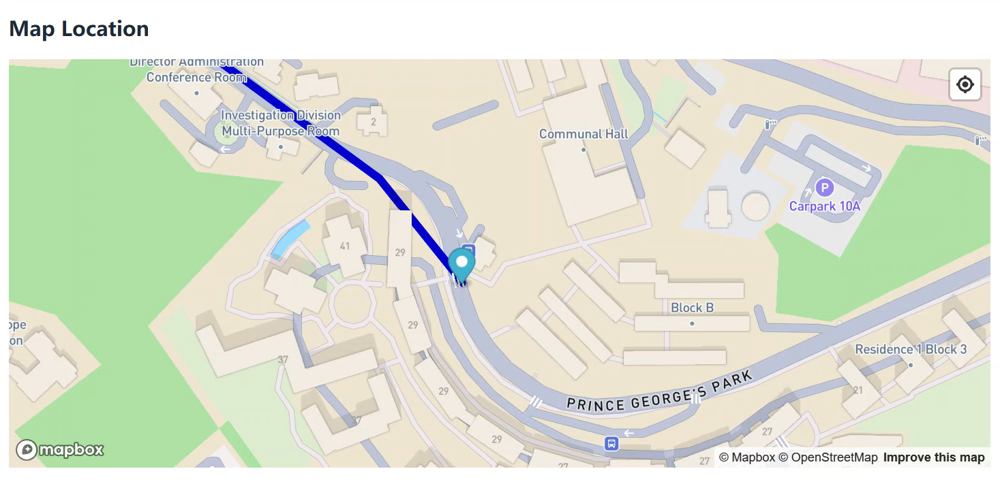 Map Location
Director Administration
Conference Room
Investigation Division
Multi-Purpose Room
2
Communal Hall
P
Carpark 10A
41
29
Block B
29
ope
on
37
Residence 1 Block 3
29
PRINCE GEORGE'S PARK
21
37
27
29
mapbox
27
27
© Mapbox © OpenStreetMap Improve this map